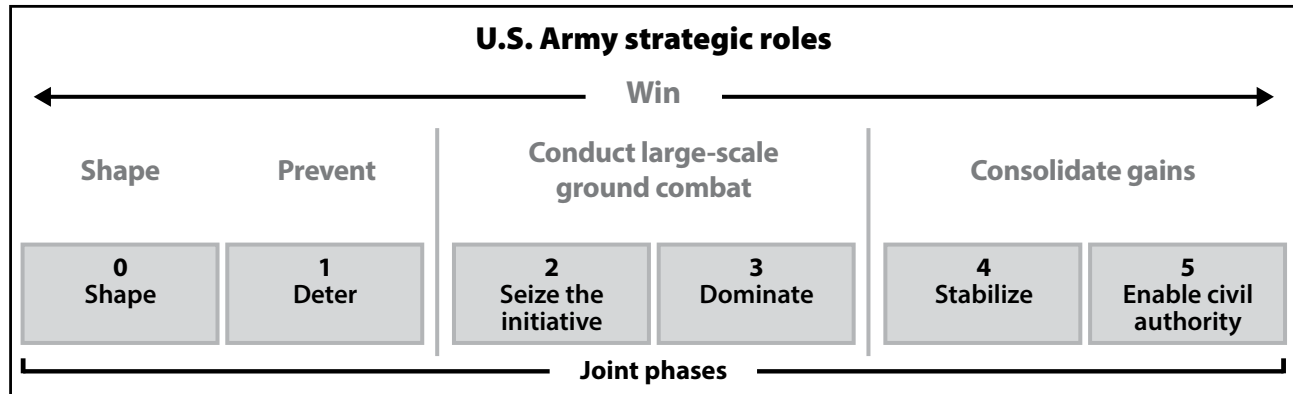 U.S. Army strategic roles
Win
Shape
Prevent
Conduct large-scale
ground combat
Consolidate gains
0
Shape
1
Deter
2
Seize the
initiative
3
Dominate
4
Stabilize
5
Enable civil
authority
Joint phases